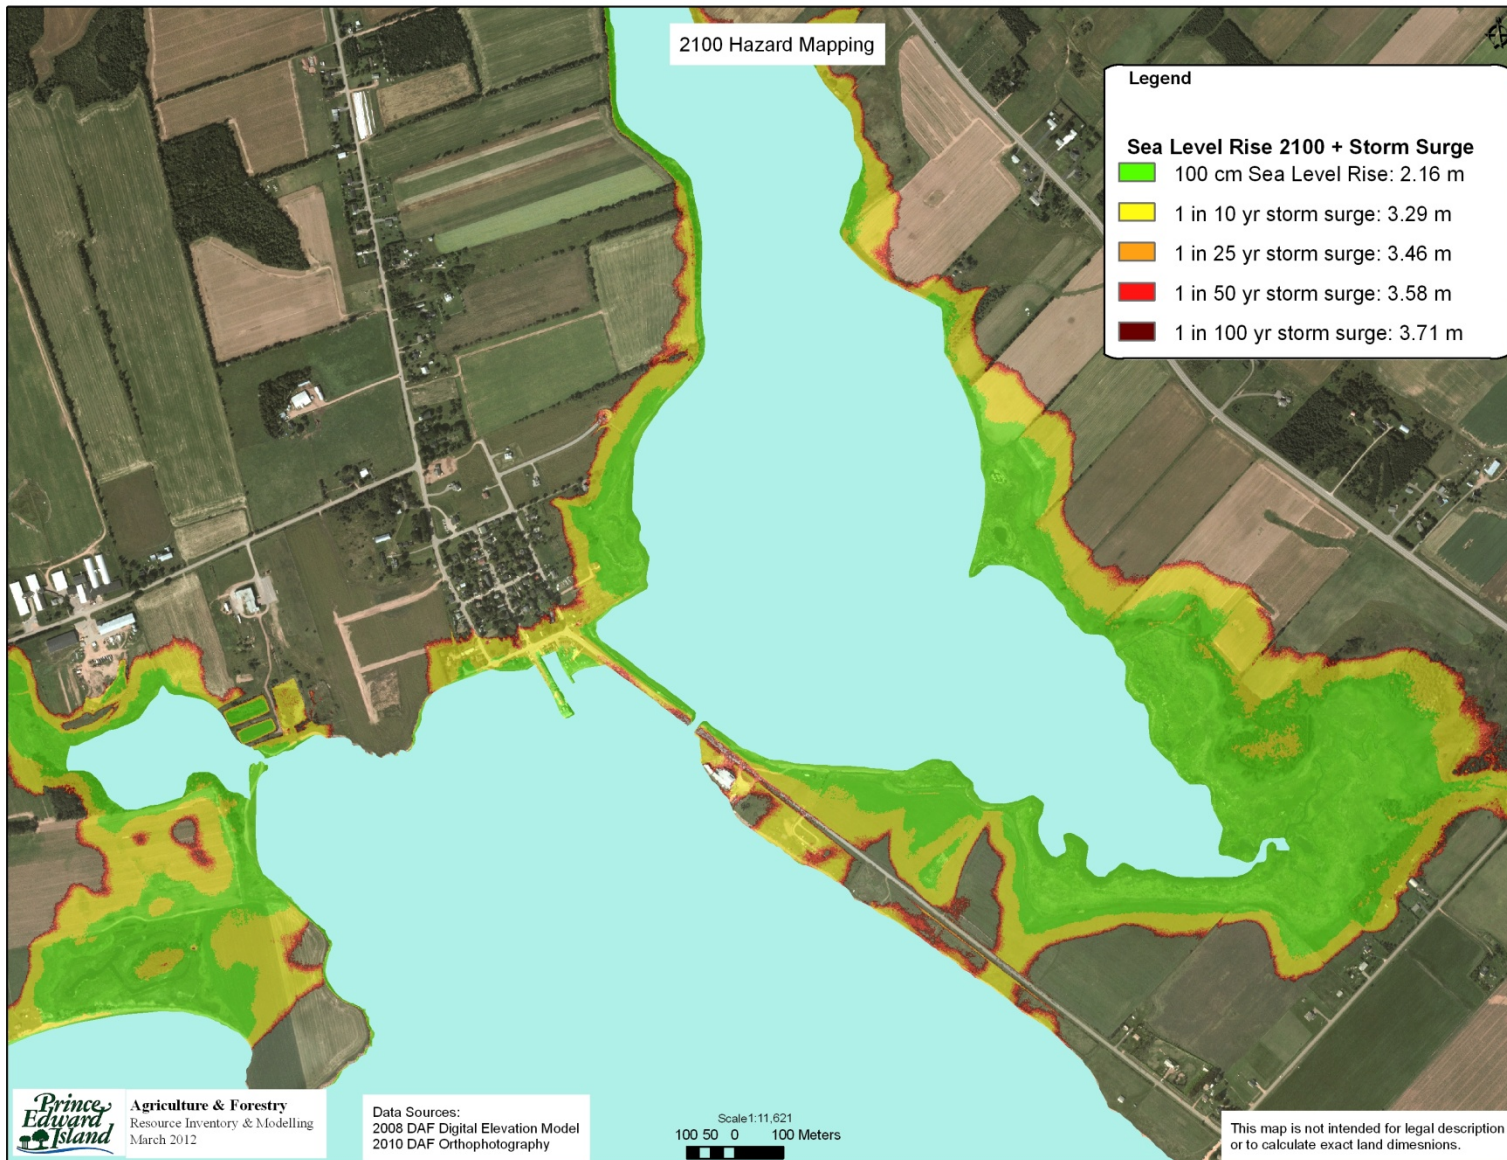 2100 Hazard Mapping
Legend
Sea Level Rise 2100 + Storm Surge
100 cm Sea Level Rise: 2.16 m
1 in 10 yr storm surge: 3.29 m
1 in 25 yr storm surge: 3.46 m
1 in 50 yr storm surge: 3.58 m
1 in 100 yr storm surge: 3.71 m
Prince
Edward
Island
Agriculture & Forestry
Resource Inventory & Modelling
March 2012
Data Sources:
2008 DAF Digital Elevation Model
2010 DAF Orthophotography
Scale1:11,621
100 50 0 100 Meters
This map is not intended for legal description
or to calculate exact land dimesnions.